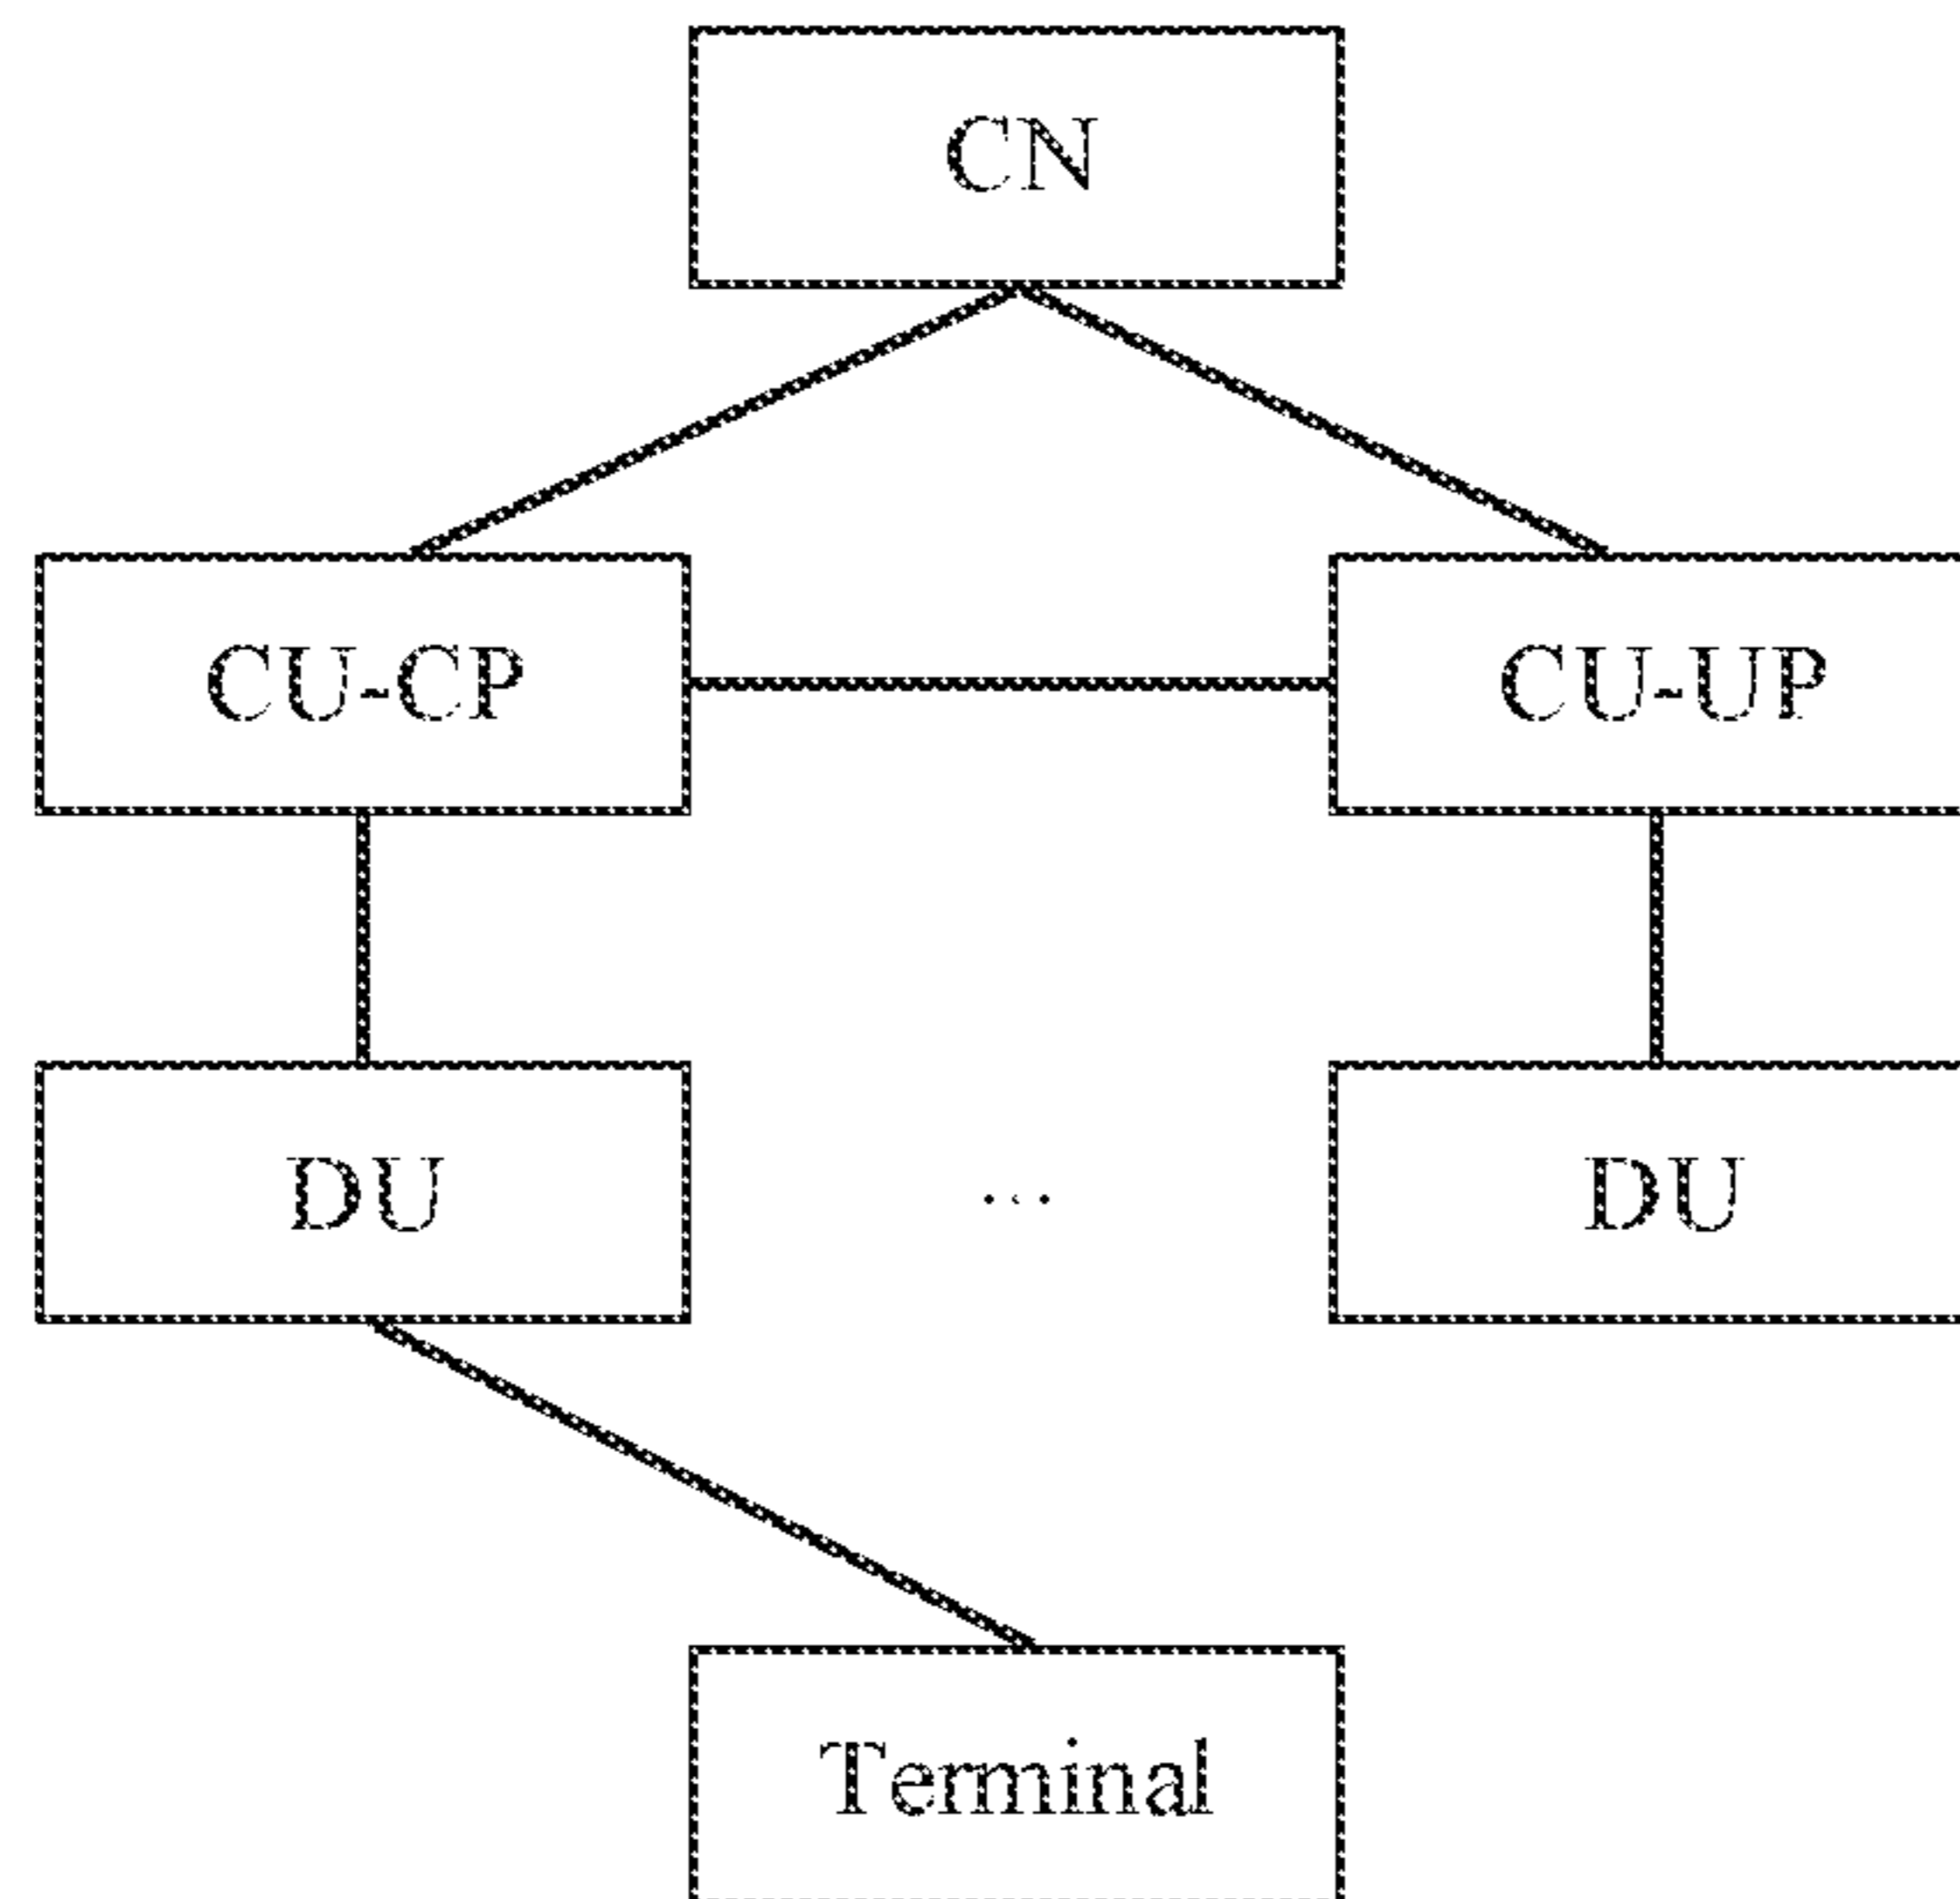 CN
CU-CP
CU-UP
DU
...
DU
Terminal